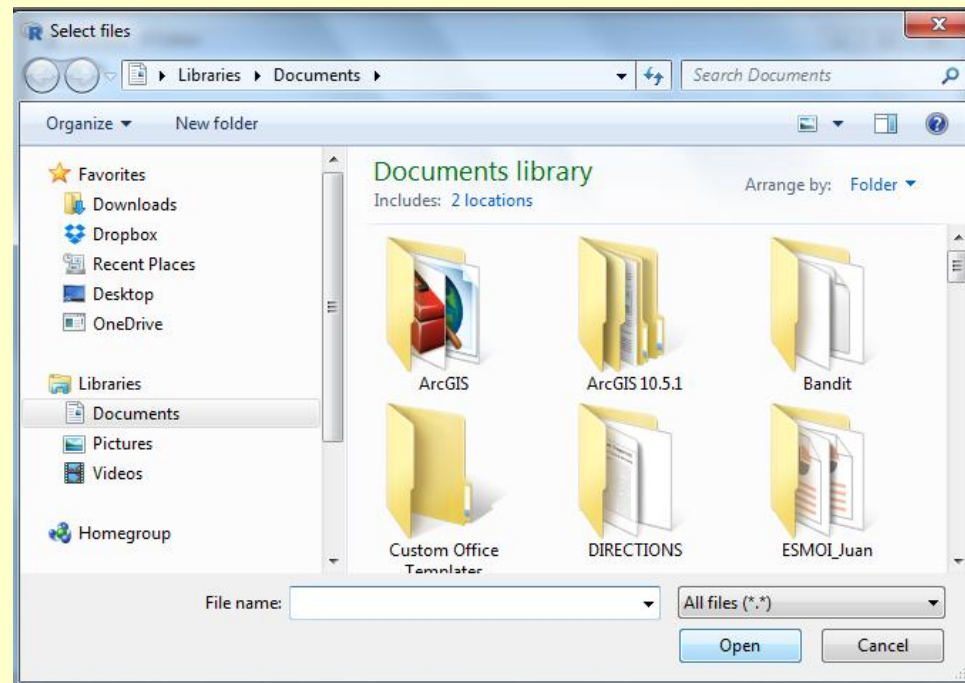 Select files
Libraries Documents
Search Documents
Organize New folder
Favorites
Downloads
Dropbox
Recent Places
Desktop
OneDrive
Libraries
Documents
Pictures
Videos
Homegroup
Documents library
Includes: 2 locations
Arrange by: Folder
ArcGIS
ArcGIS 10.5.1
Bandit
Custom Office
Templates
DIRECTIONS
ESMOI_Juan
File name:
All files (*.*)
Open Cancel